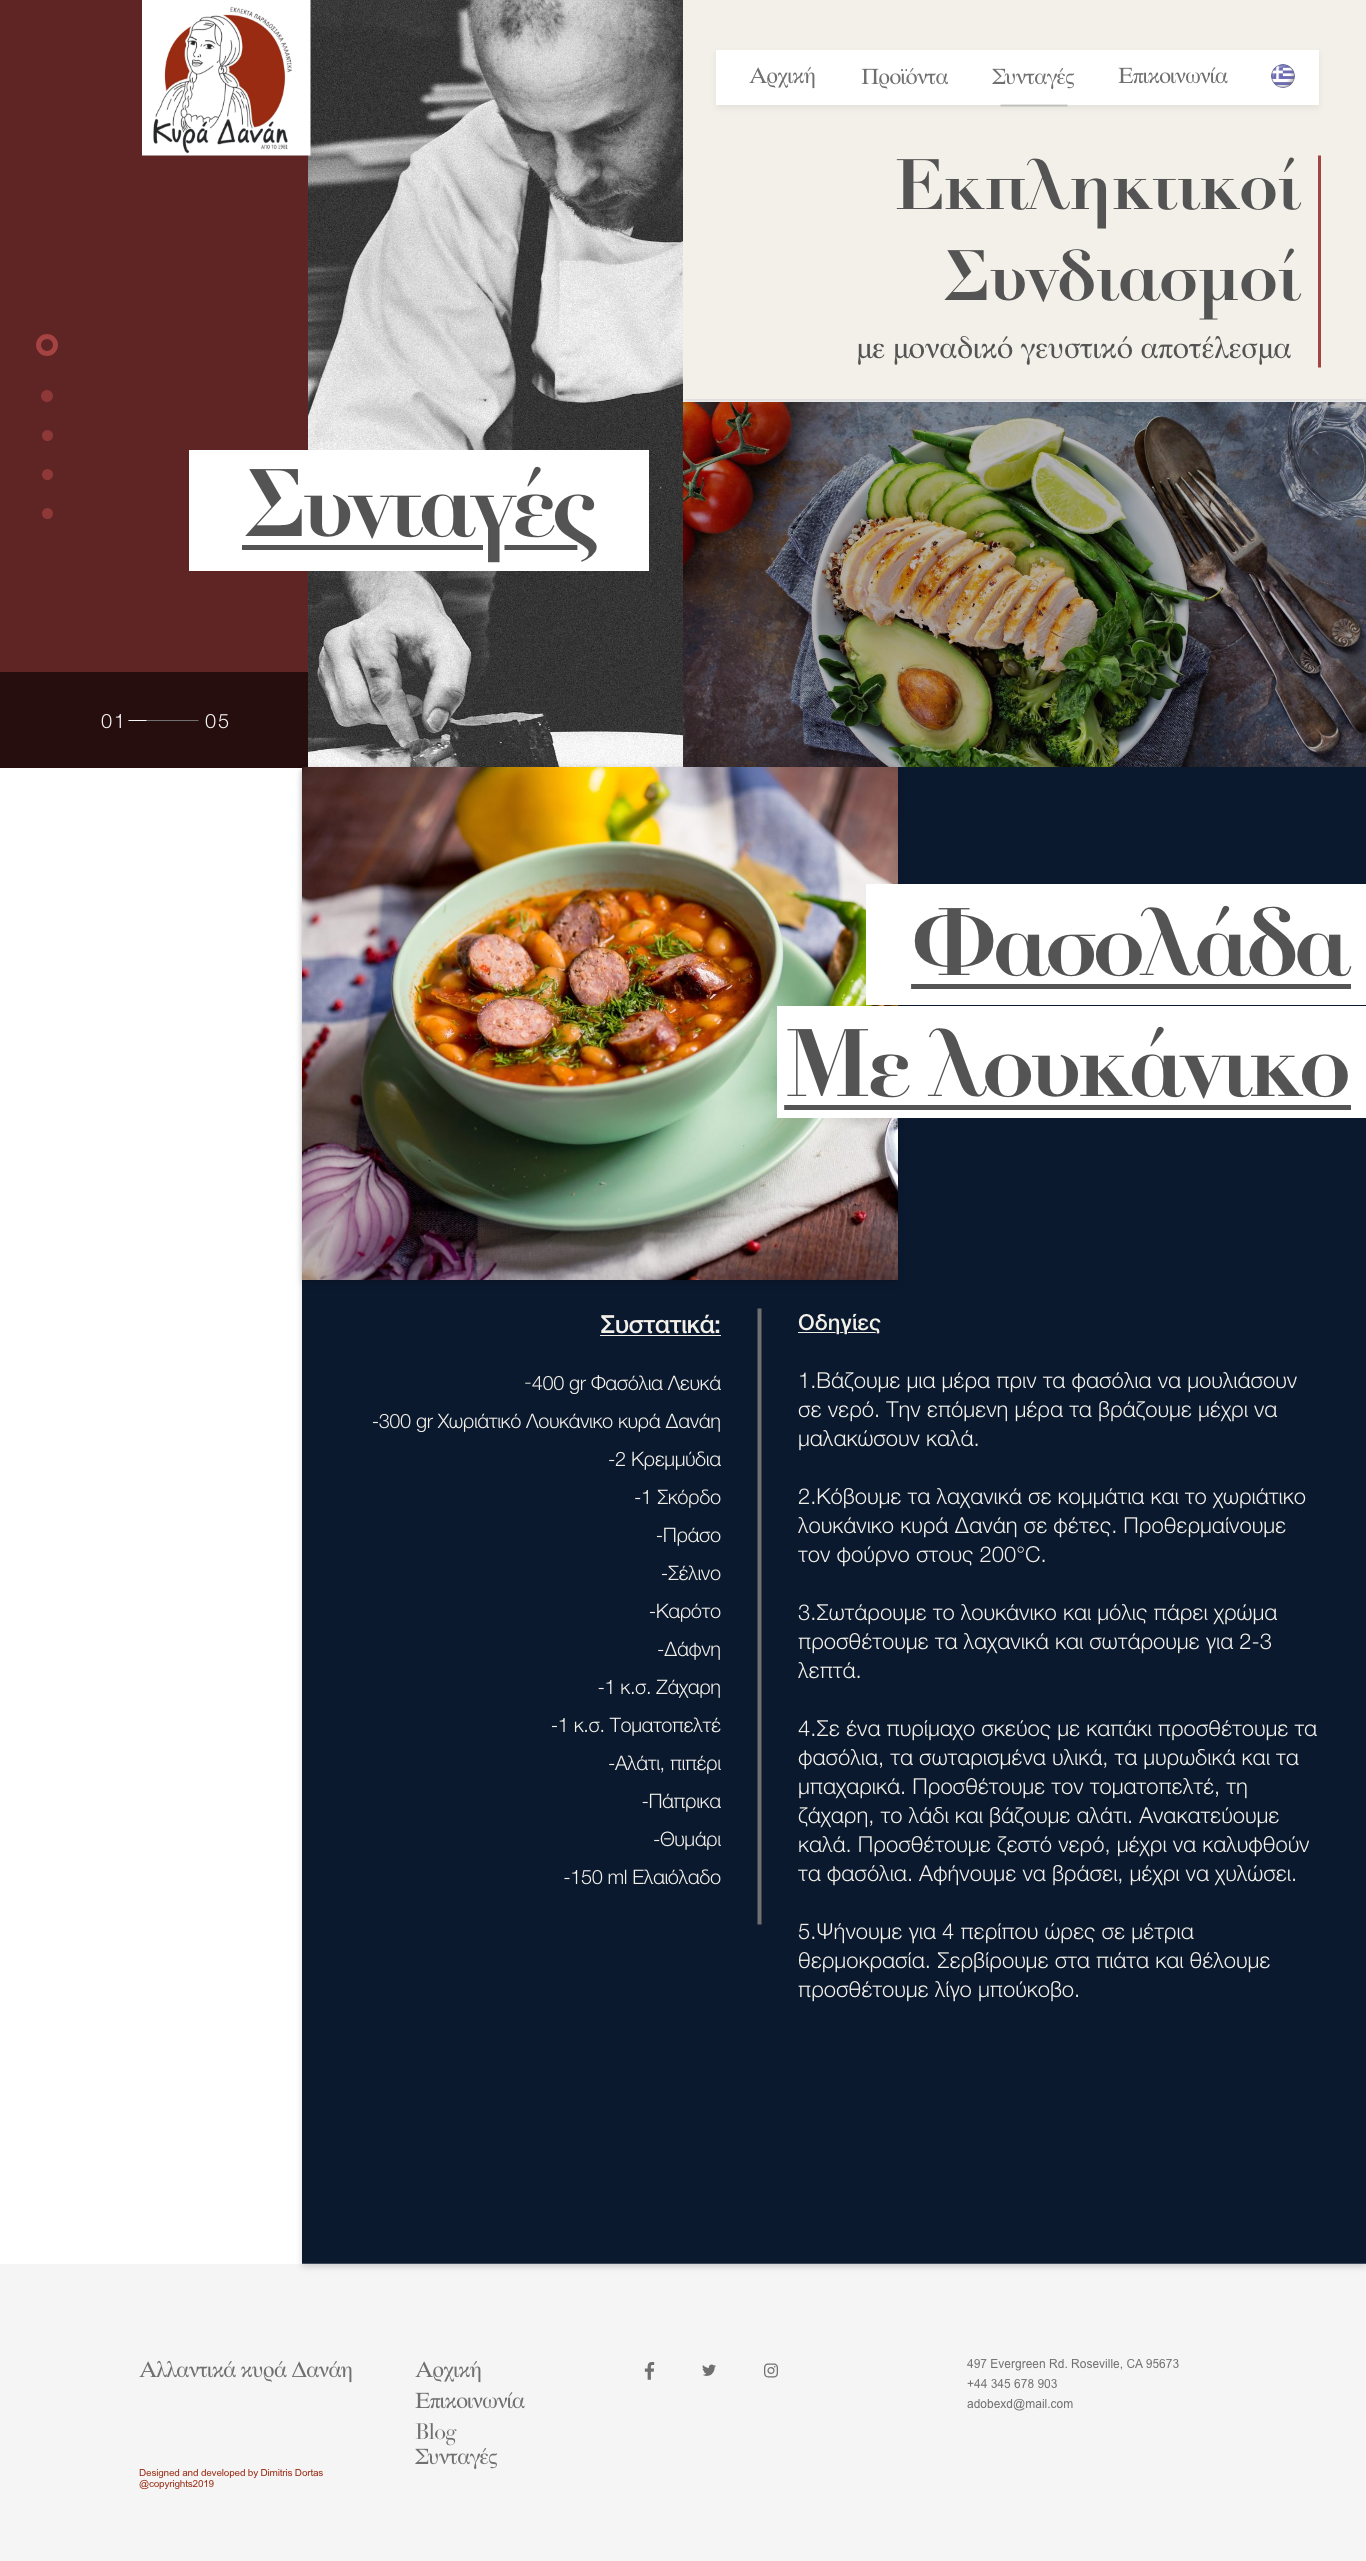 ΕΚΛΕΚΤΑ ΠΑΡΑΔΟΣΙΑΚΑ ΑΛΛΑΝΤΙΚΑ
Κυρά Δανάη
ΑΠΟ ΤΟ 1981
Αρχική Προϊόντα Συνταγές Επικοινωνία
Εκπληκτικοί
Συνδιασμοί
με μοναδικό γευστικό αποτέλεσμα
Συνταγές
01 05
Φασολάδα
Με λουκάνικο
Συστατικά:
-400 gr Φασόλια Λευκά
-300 gr Χωριάτικό Λουκάνικο κυρά Δανάη
-2 Κρεμμύδια
-1 Σκόρδο
-Πράσο
-Σέλινο
-Καρότο
-Δάφνη
-1 κ.σ. Ζάχαρη
-1 κ.σ. Τοματοπελτέ
-Αλάτι, πιπέρι
-Πάπρικα
-Θυμάρι
-150 ml Ελαιόλαδο
Οδηγίες
1.Βάζουμε μια μέρα πριν τα φασόλια να μουλιάσουν
σε νερό. Την επόμενη μέρα τα βράζουμε μέχρι να
μαλακώσουν καλά.
2.Κόβουμε τα λαχανικά σε κομμάτια και το χωριάτικο
λουκάνικο κυρά Δανάη σε φέτες. Προθερμαίνουμε
τον φούρνο στους 200°C.
3.Σωτάρουμε το λουκάνικο και μόλις πάρει χρώμα
προσθέτουμε τα λαχανικά και σωτάρουμε για 2-3
λεπτά.
4.Σε ένα πυρίμαχο σκεύος με καπάκι προσθέτουμε τα
φασόλια, τα σωταρισμένα υλικά, τα μυρωδικά και τα
μπαχαρικά. Προσθέτουμε τον τοματοπελτέ, τη
ζάχαρη, το λάδι και βάζουμε αλάτι. Ανακατεύουμε
καλά. Προσθέτουμε ζεστό νερό, μέχρι να καλυφθούν
τα φασόλια. Αφήνουμε να βράσει, μέχρι να χυλώσει.
5.Ψήνουμε για 4 περίπου ώρες σε μέτρια
θερμοκρασία. Σερβίρουμε στα πιάτα και θέλουμε
προσθέτουμε λίγο μπούκοβο.
Αλλαντικά κυρά Δανάη
Designed and developed by Dimitris Dortas
@copyrights2019
Αρχική
Επικοινωνία
Blog
Συνταγές
497 Evergreen Rd. Roseville, CA 95673
+44 345 678 903
adobexd@mail.com